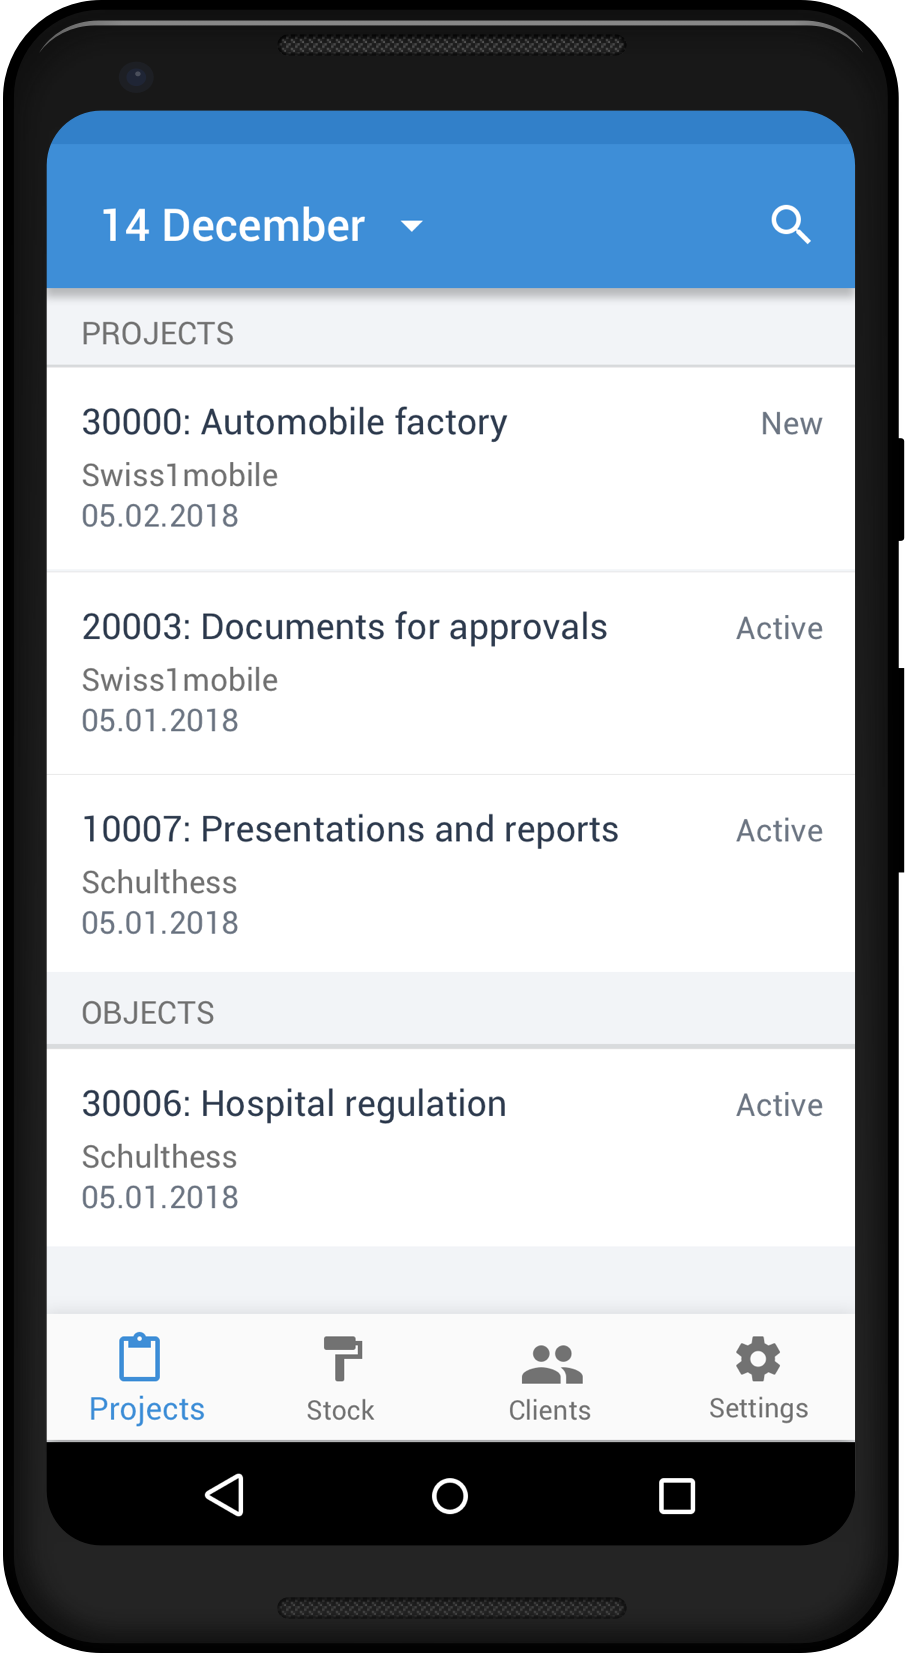 14 December
PROJECTS
30000: Automobile factory
New
Swiss1mobile
05.02.2018
20003: Documents for approvals
Active
Swiss1mobile
05.01.2018
10007: Presentations and reports
Active
Schulthess
05.01.2018
OBJECTS
30006: Hospital regulation
Active
Schulthess
05.01.2018
Projects
Stock
Clients
Settings